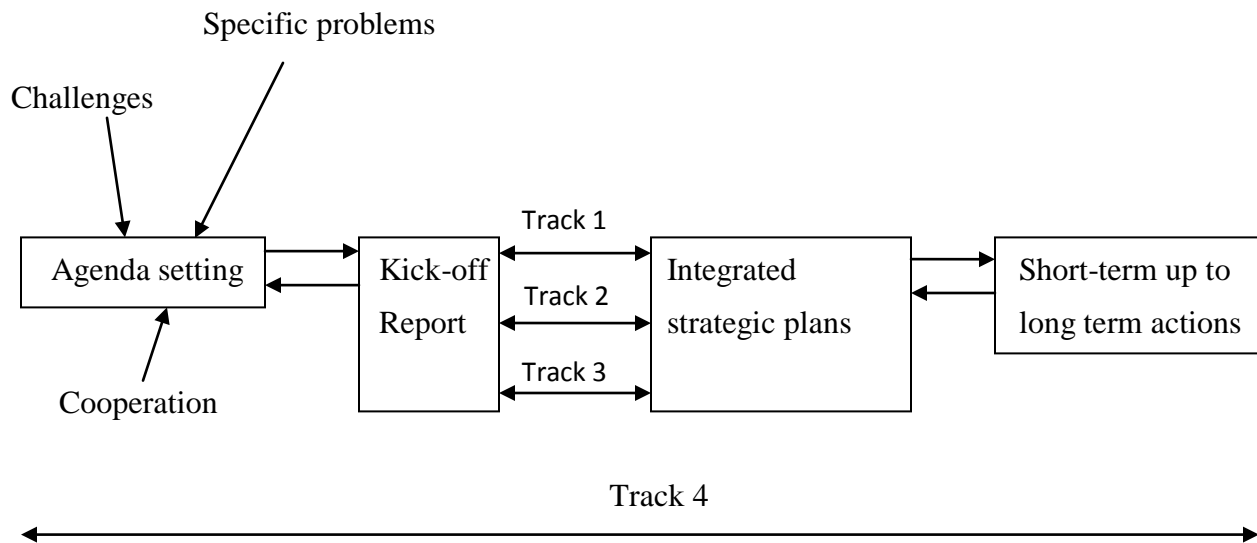 Specific problems
Challenges
Agenda setting
Cooperation
Kick-off
Report
Track 1
Track 2
Track 3
Integrated
strategic plans
Short-term up to
long term actions
Track 4